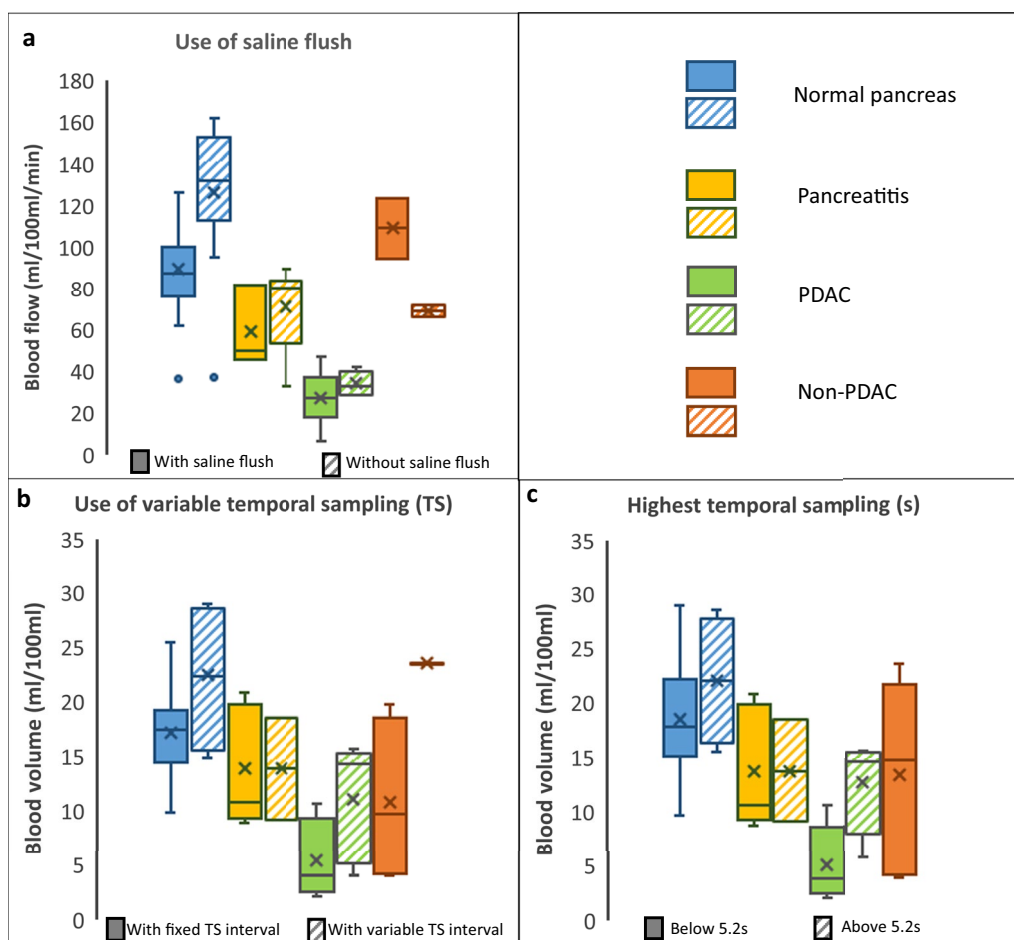 a
Use of saline flush
Blood flow (ml/100ml/min)
180
160
140
120
100
80
60
40
20
0
With saline flush
Without saline flush
Normal pancreas
Pancreatitis
PDAC
Non-PDAC
b
Use of variable temporal sampling (TS)
Blood volume (ml/100ml)
35
30
25
20
15
10
5
0
With fixed TS interval
With variable TS interval
c
Highest temporal sampling (s)
Blood volume (ml/100ml)
35
30
25
20
15
10
5
0
Below 5.2s
Above 5.2s